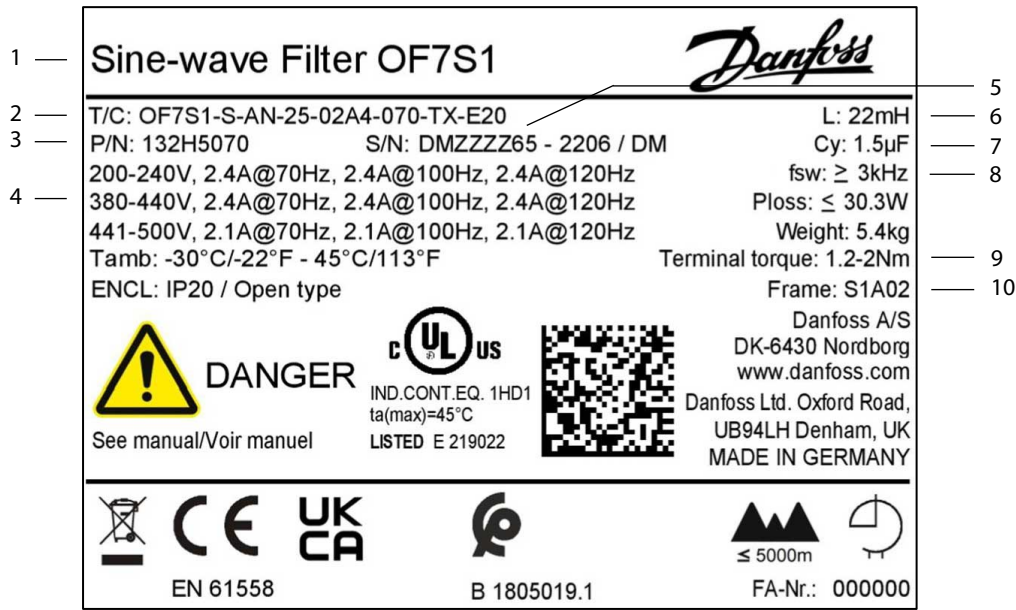 1
Sine-wave Filter OF7S1
Danfoss
2
T/C: OF7S1-S-AN-25-02A4-070-TX-E20
5
L: 22mH
6
3
P/N: 132H5070 S/N: DMZZZZ65 - 2206 / DM
Cy: 1.5µF
7
200-240V, 2.4A@70Hz, 2.4A@100Hz, 2.4A@120Hz
fsw: ≥ 3kHz
8
4
380-440V, 2.4A@70Hz, 2.4A@100Hz, 2.4A@120Hz
Ploss: ≤ 30.3W
441-500V, 2.1A@70Hz, 2.1A@100Hz, 2.1A@120Hz
Weight: 5.4kg
Tamb: -30°C/-22°F - 45°C/113°F
Terminal torque: 1.2-2Nm
9
ENCL: IP20 / Open type
Frame: S1A02
10
DANGER
See manual/Voir manuel
C UL US
IND.CONT.EQ. 1HD1
ta(max)=45°C
LISTED E 219022
Danfoss A/S
DK-6430 Nordborg
www.danfoss.com
Danfoss Ltd. Oxford Road,
UB94LH Denham, UK
MADE IN GERMANY
CE
UK
CA
≤ 5000m
EN 61558
B 1805019.1
FA-Nr.: 000000